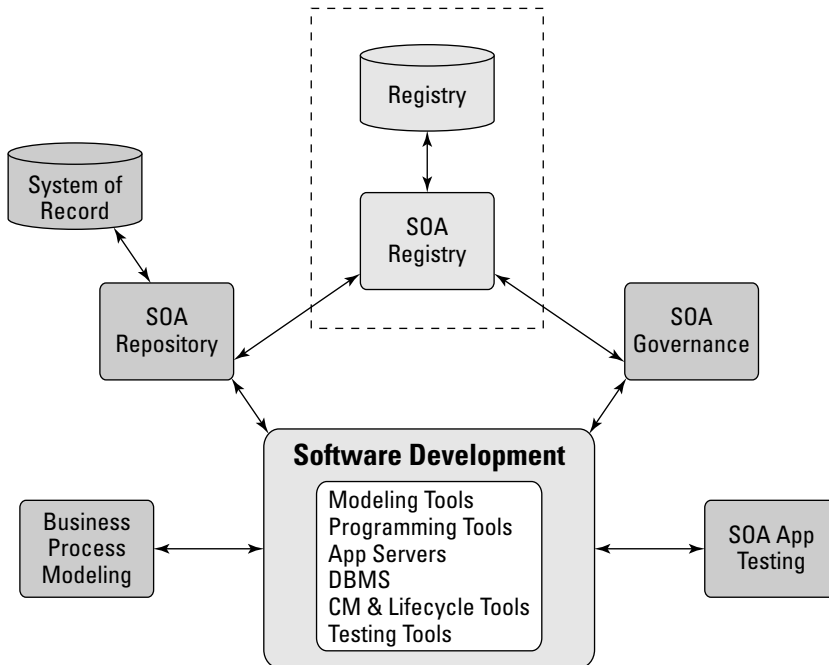 Registry
System of
Record
SOA
Registry
SOA
Repository
SOA
Governance
Software Development
Modeling Tools
Programming Tools
App Servers
DBMS
CM & Lifecycle Tools
Testing Tools
Business
Process
Modeling
SOA App
Testing